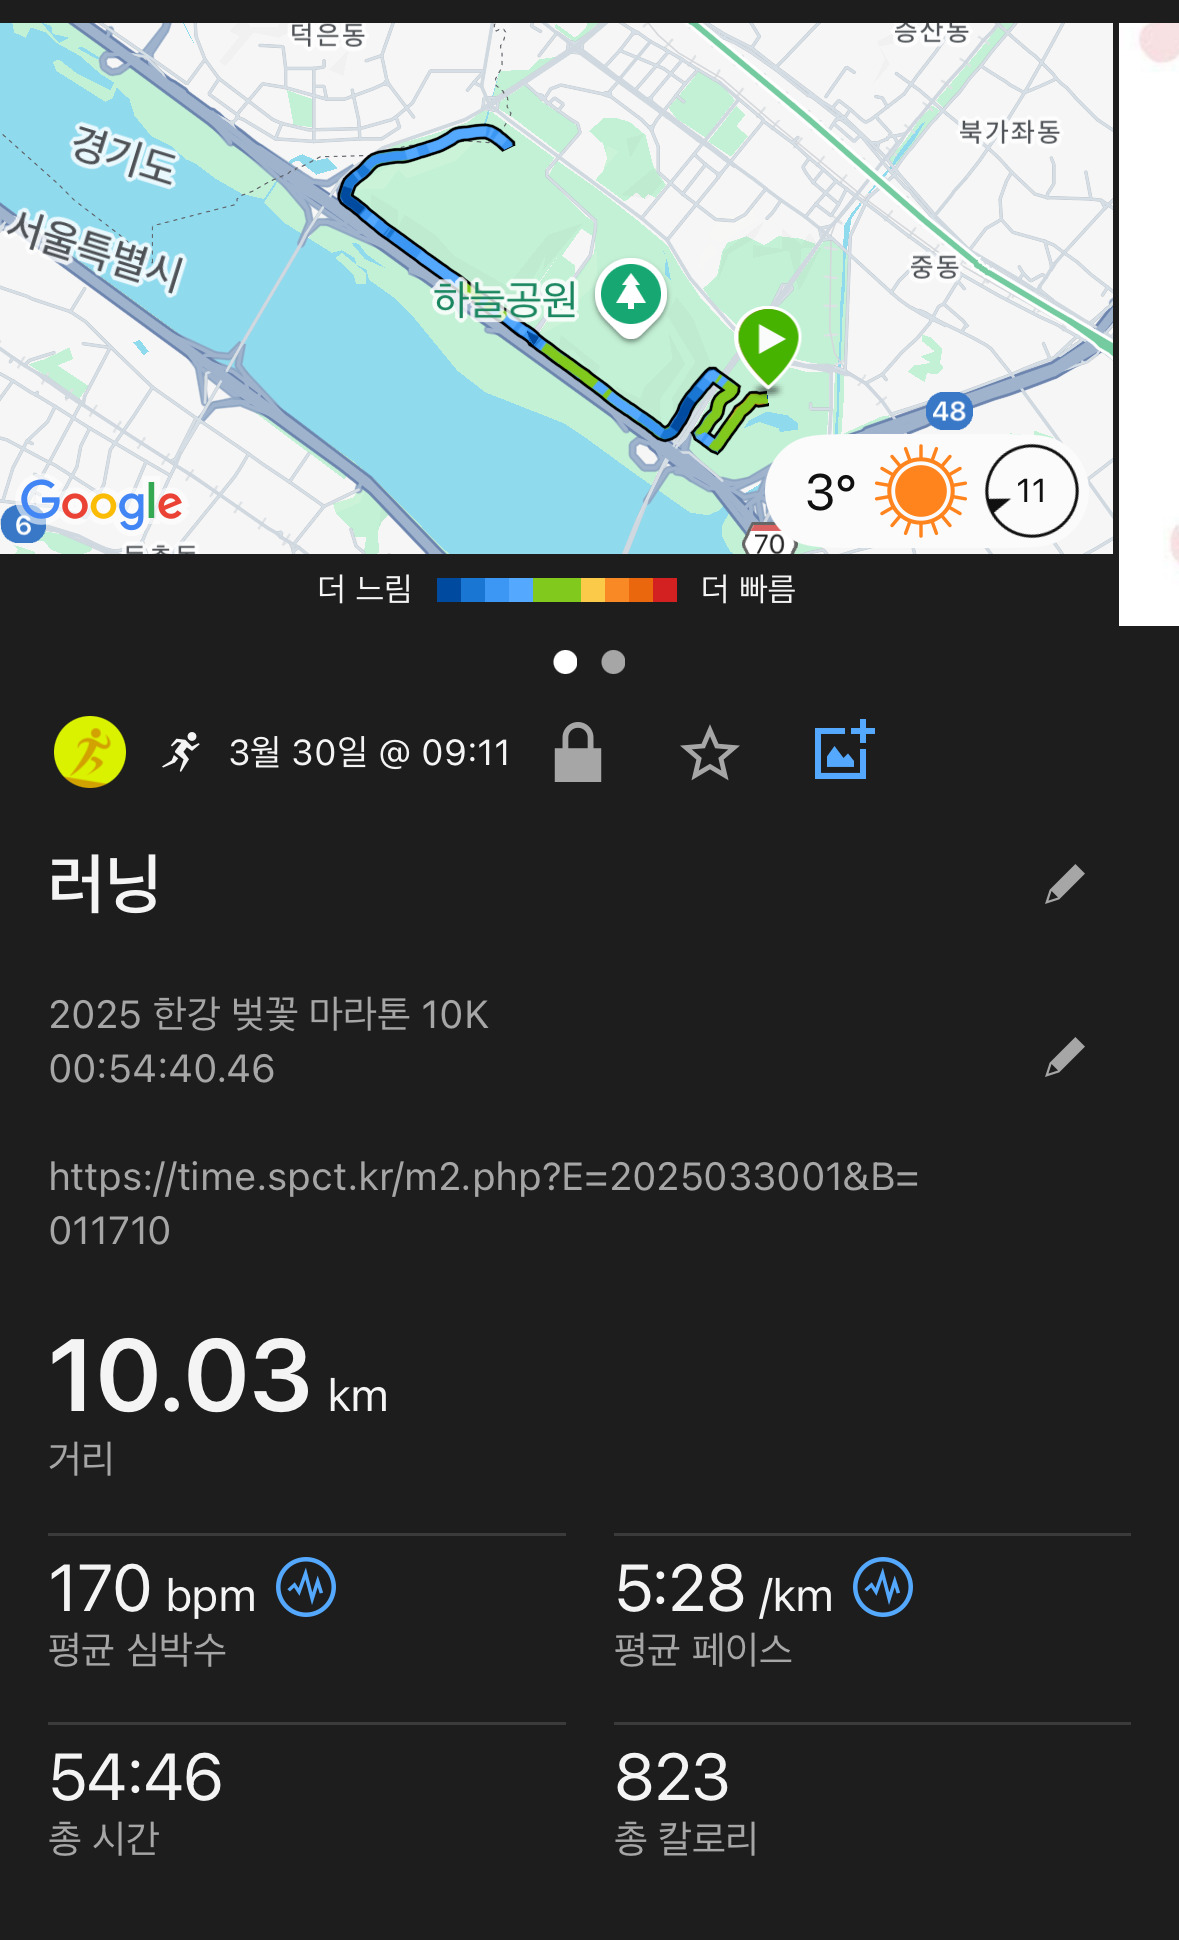 덕은동
증산동
북가좌동
경기도
서울특별시
중동
하늘공원
48
Google
6
3°
11
70
더 느림
더 빠름
3월 30일 @ 09:11
러닝
2025 한강 벚꽃 마라톤 10K
00:54:40.46
https://time.spct.kr/m2.php?E=2025033001&B=
011710
10.03 km
거리
170 bpm
5:28 /km
평균 심박수
평균 페이스
54:46
823
총 시간
총 칼로리